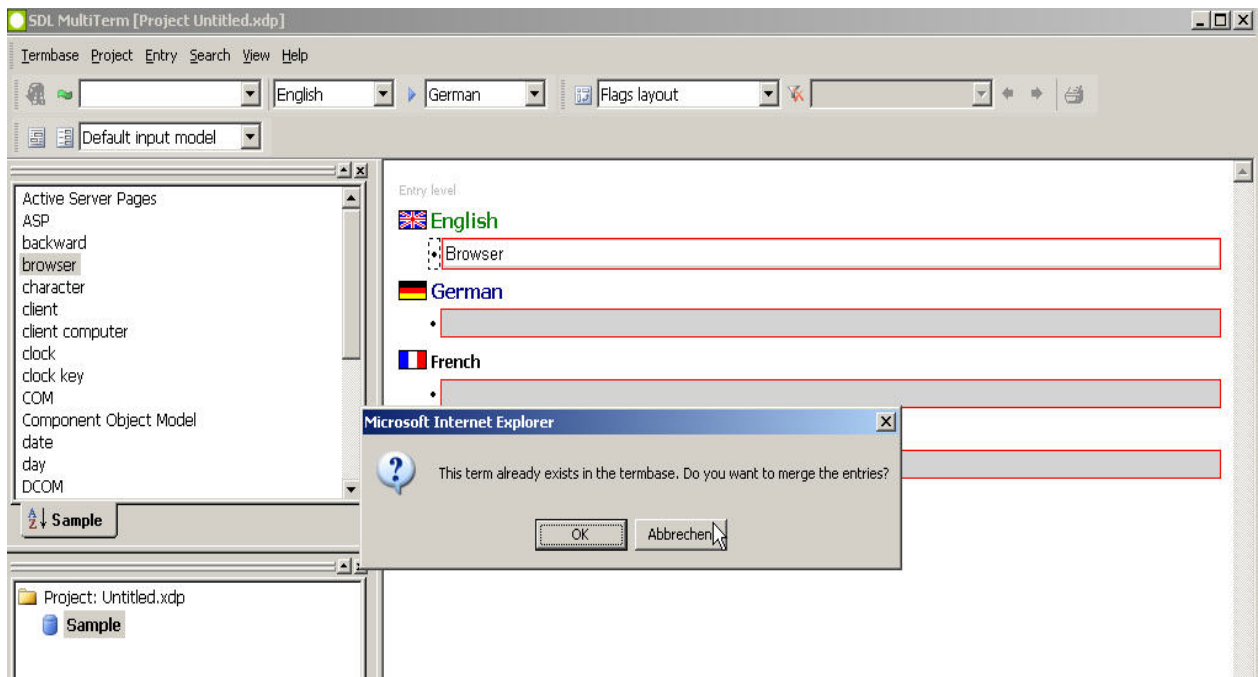 SDL MultiTerm [Project Untitled.xdp]
Termbase Project Entry Search View Help
English German Flags layout
Default input model
Active Server Pages
ASP
backward
browser
character
client
client computer
clock
clock key
COM
Component Object Model
date
day
DCOM
A Z Sample
Project: Untitled.xdp
Sample
Entry level
English
Browser
German
French
Microsoft Internet Explorer
This term already exists in the termbase. Do you want to merge the entries?
OK Abbrechen